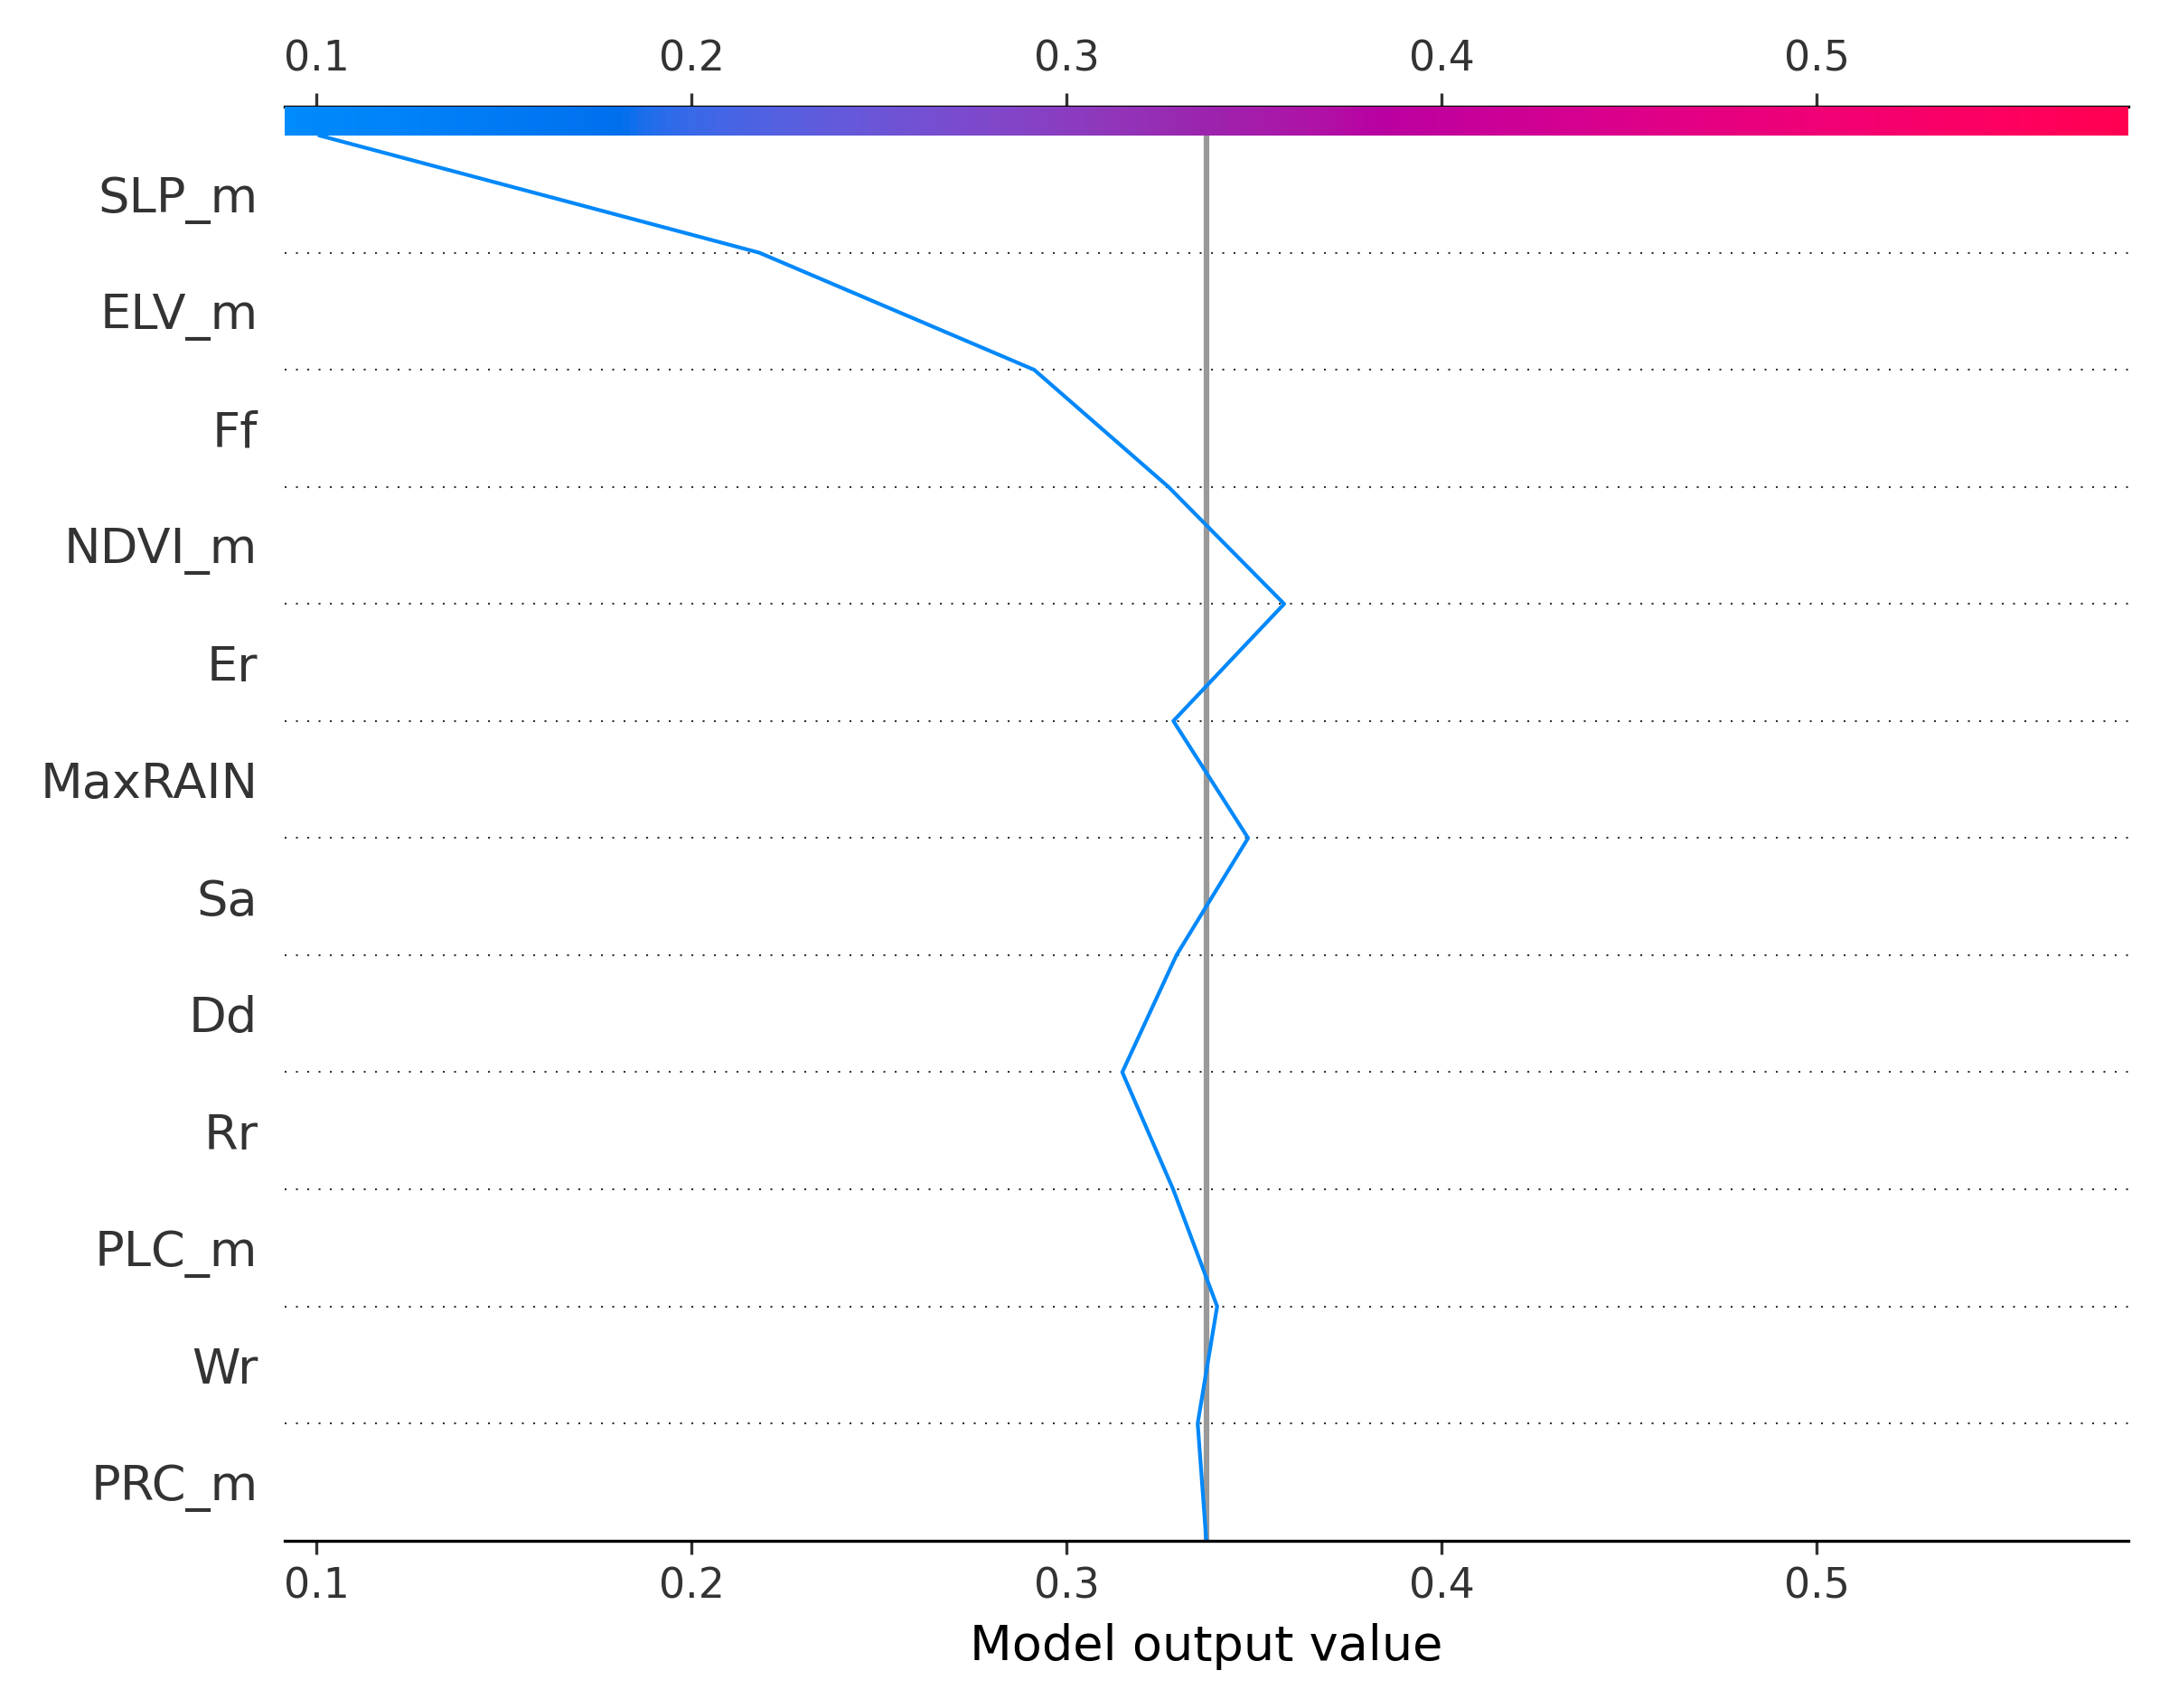 0.1 0.2 0.3 0.4 0.5
SLP_m
ELV_m
Ff
NDVI_m
Er
MaxRAIN
Sa
Dd
Rr
PLC_m
Wr
PRC_m
0.1 0.2 0.3 0.4 0.5
Model output value